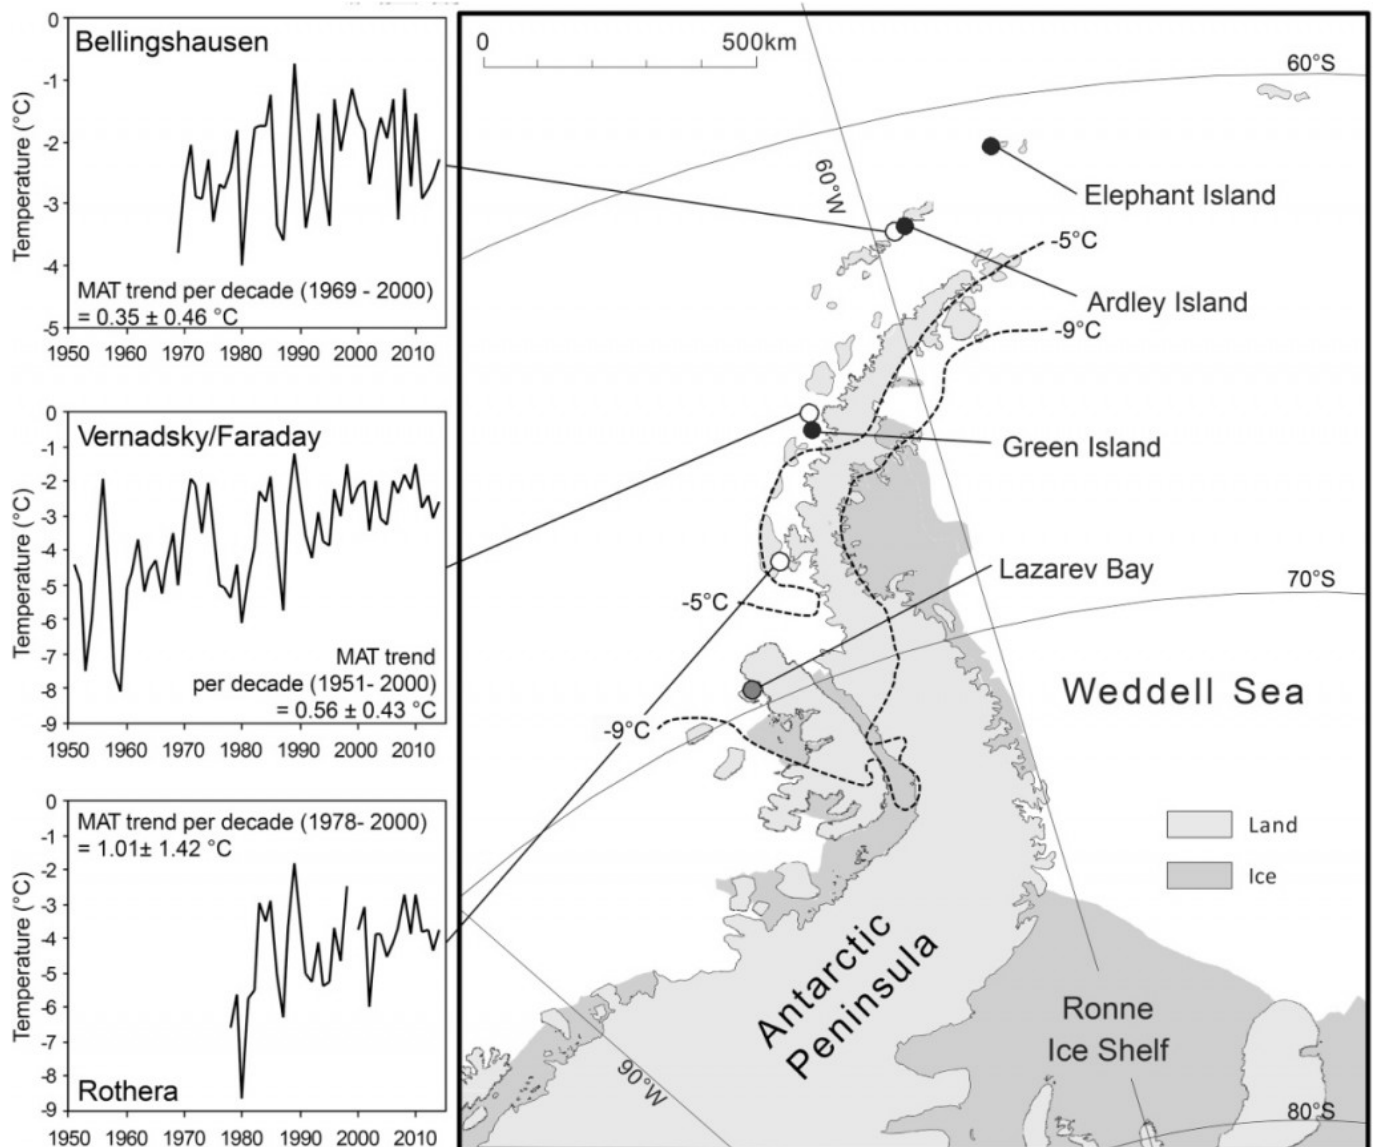 Bellingshausen
Temperature (°C)
0
-1
-2
-3
-4
-5
MAT trend per decade (1969 - 2000)
= 0.35 ± 0.46 °C
1950 1960 1970 1980 1990 2000 2010
Vernadsky/Faraday
Temperature (°C)
0
-1
-2
-3
-4
-5
-6
-7
-8
-9
MAT trend
per decade (1951- 2000)
= 0.56 ± 0.43 °C
1950 1960 1970 1980 1990 2000 2010
MAT trend per decade (1978- 2000)
= 1.01± 1.42 °C
Temperature (°C)
0
-1
-2
-3
-4
-5
-6
-7
-8
-9
Rothera
1950 1960 1970 1980 1990 2000 2010
0 500km
60°S
60°W
Elephant Island
-5°C
Ardley Island
-9°C
Green Island
Lazarev Bay
70°S
-5°C
Weddell Sea
-9°C
Land
Ice
Antarctic
Peninsula
Ronne
Ice Shelf
90°W
80°S